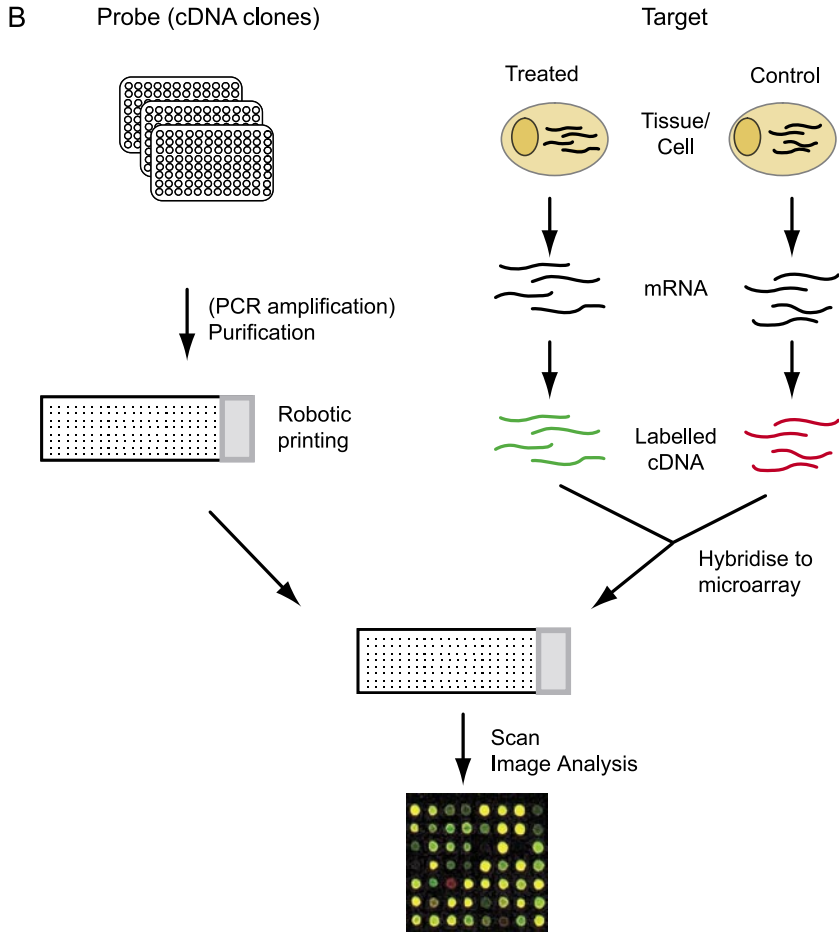 B
Probe (cDNA clones)
Target
Treated
Control
Tissue/
Cell
(PCR amplification)
Purification
mRNA
Robotic
printing
Labelled
cDNA
Hybridise to
microarray
Scan
Image Analysis